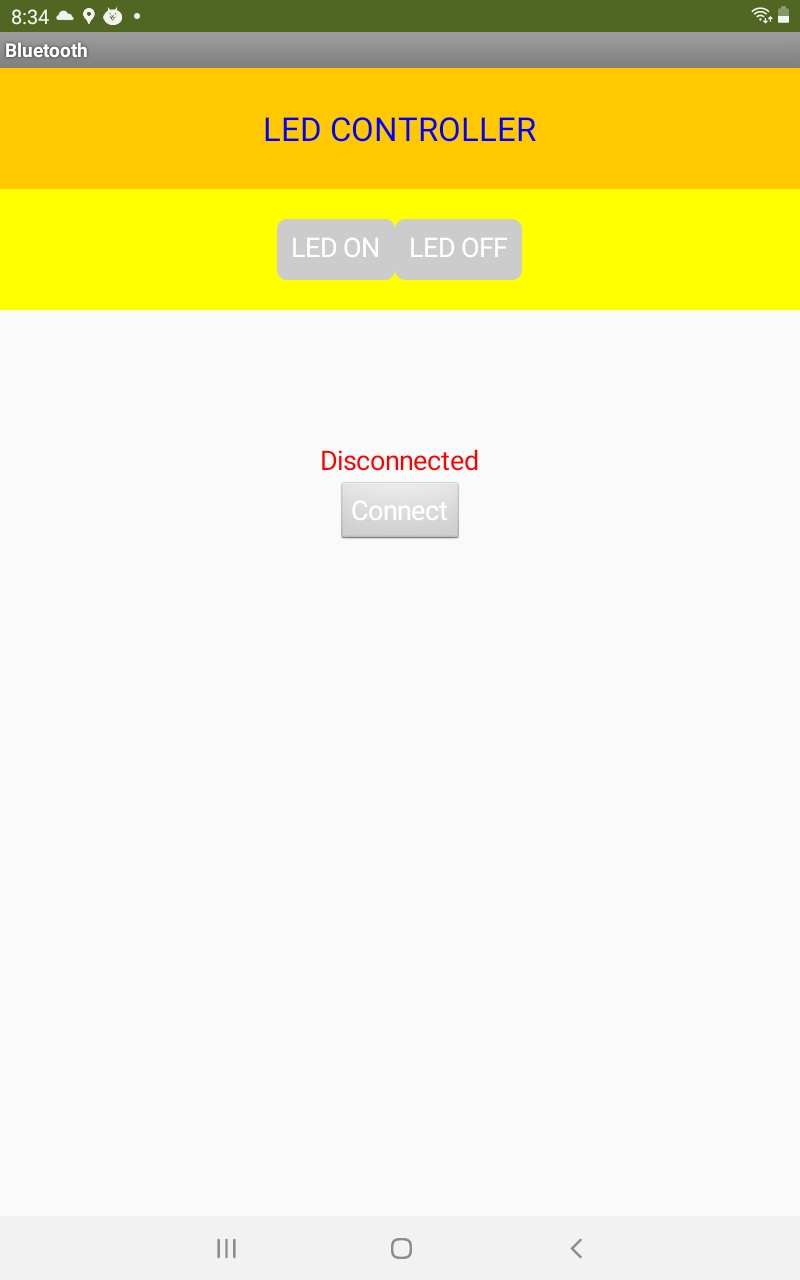 8:34
Bluetooth
LED CONTROLLER
LED ON LED OFF
Disconnected
Connect